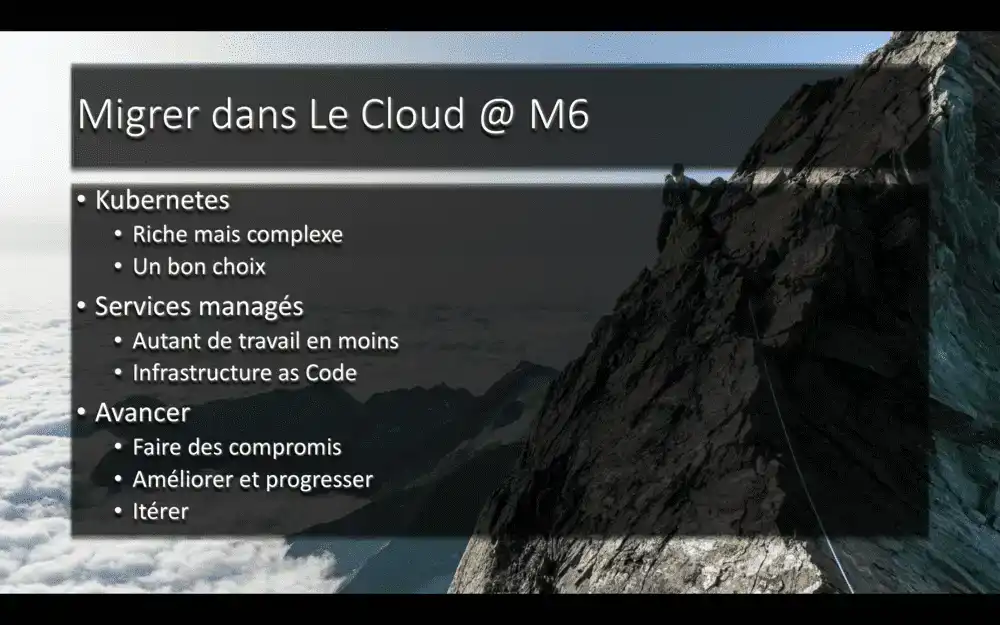 Migrer dans Le Cloud @ M6
• Kubernetes
• Riche mais complexe
• Un bon choix
• Services managés
• Autant de travail en moins
• Infrastructure as Code
• Avancer
• Faire des compromis
• Améliorer et progresser
• Itérer